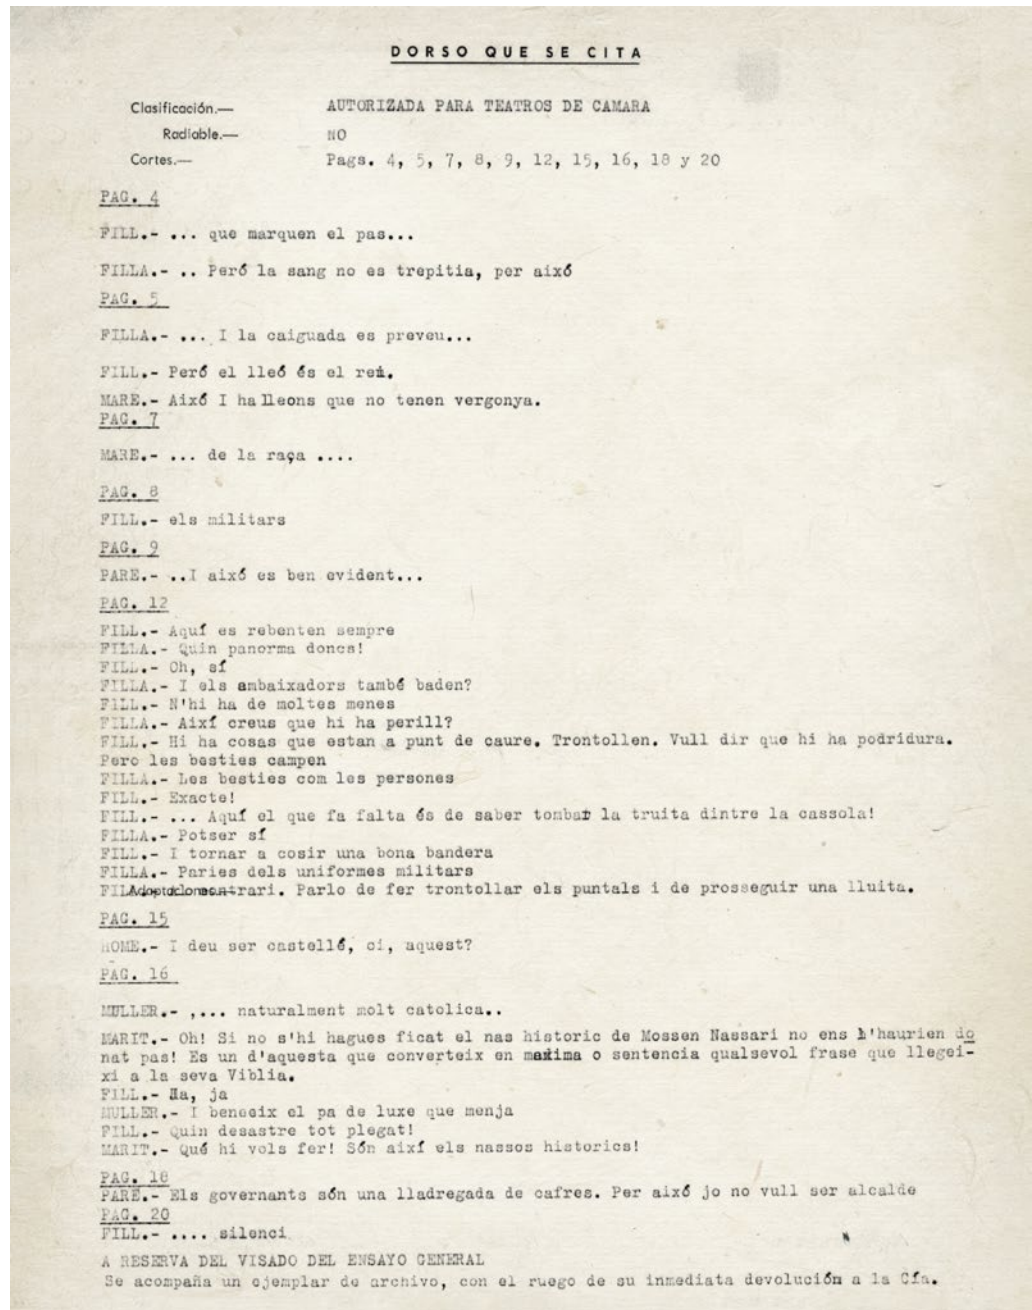 DORSO QUE SE CITA
Clasificación.— AUTORIZADA PARA TEATROS DE CAMARA
Radiable.— NO
Cortes.— Pags. 4, 5, 7, 8, 9, 12, 15, 16, 18 y 20
PAG. 4
FILL.- ... que marquen el pas...
FILLA.- .. Peró la sang no es trepitia, per aixó
PAG. 5
FILLA.- ... I la caiguada es preveu...
FILL.- Peró el lleó és el rei.
MARE.- Aixó I ha lleons que no tenen vergonya.
PAG. 7
MARE.- ... de la raça ....
PAG. 8
FILL.- els militars
PAG. 9
PARE.- ..I aixó es ben evident...
PAG. 12
FILL.- Aquí es rebenten sempre
FILLA.- Quin panorma doncs!
FILL.- Oh, sí
FILLA.- I els ambaixadors també baden?
FILL.- N'hi ha de moltes menes
FILLA.- Així creus que hi ha perill?
FILL.- Hi ha cosas que estan a punt de caure. Trontollen. Vull dir que hi ha podridura.
Pero les besties campen
FILLA.- Les besties com les persones
FILL.- Exacte!
FILL.- ... Aquí el que fa falta és de saber tombar la truita dintre la cassola!
FILLA.- Potser sí
FILL.- I tornar a cosir una bona bandera
FILLA.- Paries dels uniformes militars
FIL trari. Parlo de fer trontollar els puntals i de prosseguir una lluita.
PAG. 15
HOME.- I deu ser castellé, oi, aquest?
PAG. 16
MULLER.- ,... naturalment molt catolica..
MARIT.- Oh! Si no s'hi hagues ficat el nas historic de Mossen Nassari no ens l'haurien do
nat pas! Es un d'aquesta que converteix en maxima o sentencia qualsevol frase que llegei-
xi a la seva Viblia.
FILL.- Ha, ja
MULLER.- I beneeix el pa de luxe que menja
FILL.- Quin desastre tot plegat!
MARIT.- Qué hi vols fer! Són així els nassos historics!
PAG. 18
PARE.- Els governants són una lladregada de cafres. Per aixó jo no vull ser alcalde
PAG. 20
FILL.- .... silenci
A RESERVA DEL VISADO DEL ENSAYO GENERAL
Se acompaña un ejemplar de archivo, con el ruego de su inmediata devolución a la Cía.